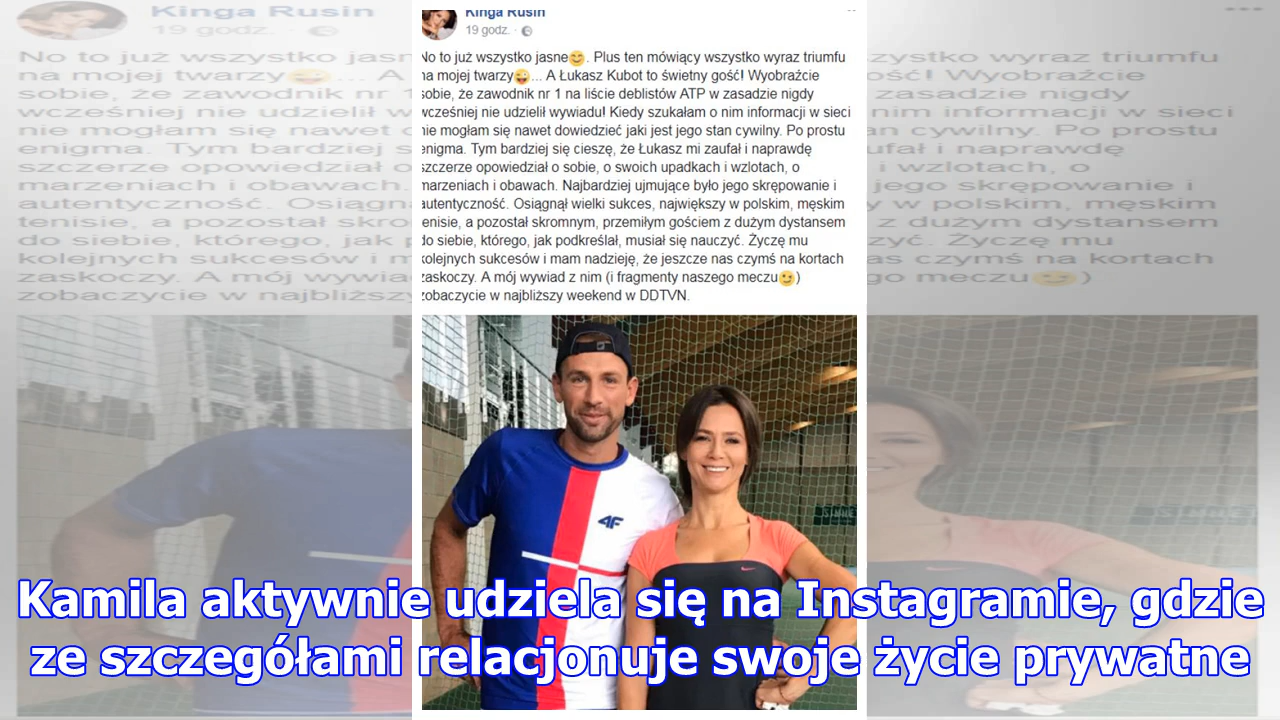 Kinga Rusin
19 godz.
No to już wszystko jasne😊. Plus ten mówiący wszystko wyraz triumfu
na mojej twarzy😜... A Łukasz Kubot to świetny gość! Wyobraźcie
sobie, że zawodnik nr 1 na liście deblistów ATP w zasadzie nigdy
wcześniej nie udzielił wywiadu! Kiedy szukałam o nim informacji w sieci
nie mogłam się nawet dowiedzieć jaki jest jego stan cywilny. Po prostu
enigma. Tym bardziej się cieszę, że Łukasz mi zaufał i naprawdę
szczerze opowiedział o sobie, o swoich upadkach i wzlotach, o
marzeniach i obawach. Najbardziej ujmujące było jego skrępowanie i
autentyczność. Osiągnął wielki sukces, największy w polskim, męskim
tenisie, a pozostał skromnym, przemiłym gościem z dużym dystansem
do siebie, którego, jak podkreślał, musiał się nauczyć. Życzę mu
kolejnych sukcesów i mam nadzieję, że jeszcze nas czymś na kortach
zaskoczy. A mój wywiad z nim (i fragmenty naszego meczu😉)
zobaczycie w najbliższy weekend w DDTVN.
4F
Kamila aktywnie udziela się na Instagramie, gdzie
ze szczegółami relacjonuje swoje życie prywatne